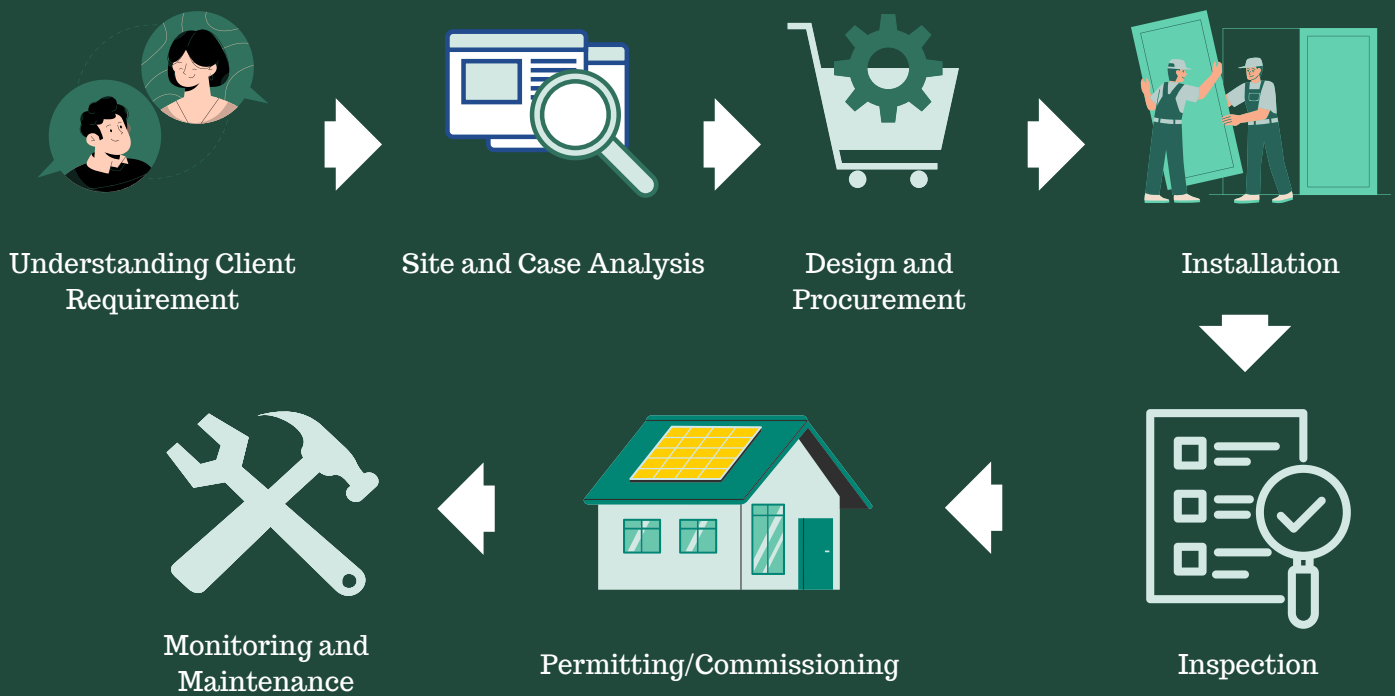 Understanding Client
Requirement
Site and Case Analysis
Design and
Procurement
Installation
Inspection
Permitting/Commissioning
Monitoring and
Maintenance